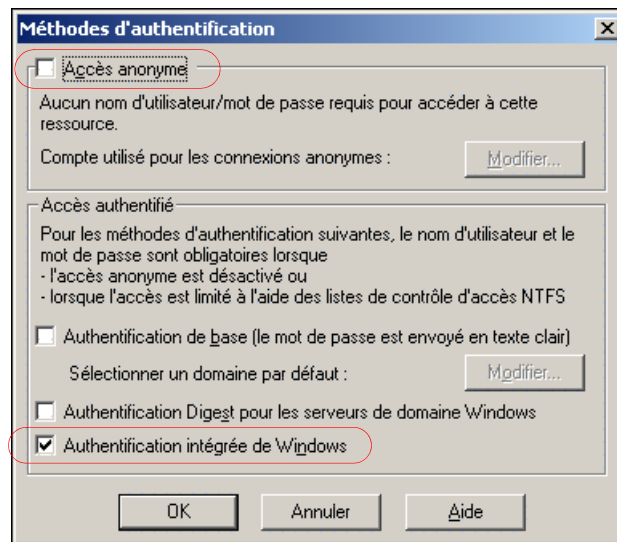 Méthodes d'authentification
Accès anonyme
Aucun nom d'utilisateur/mot de passe requis pour accéder à cette
ressource.
Compte utilisé pour les connexions anonymes :
Modifier...
Accès authentifié
Pour les méthodes d'authentification suivantes, le nom d'utilisateur et le
mot de passe sont obligatoires lorsque
- l'accès anonyme est désactivé ou
- lorsque l'accès est limité à l'aide des listes de contrôle d'accès NTFS
Authentification de base (le mot de passe est envoyé en texte clair)
Sélectionner un domaine par défaut :
Modifier...
Authentification Digest pour les serveurs de domaine Windows
Authentification intégrée de Windows
OK
Annuler
Aide